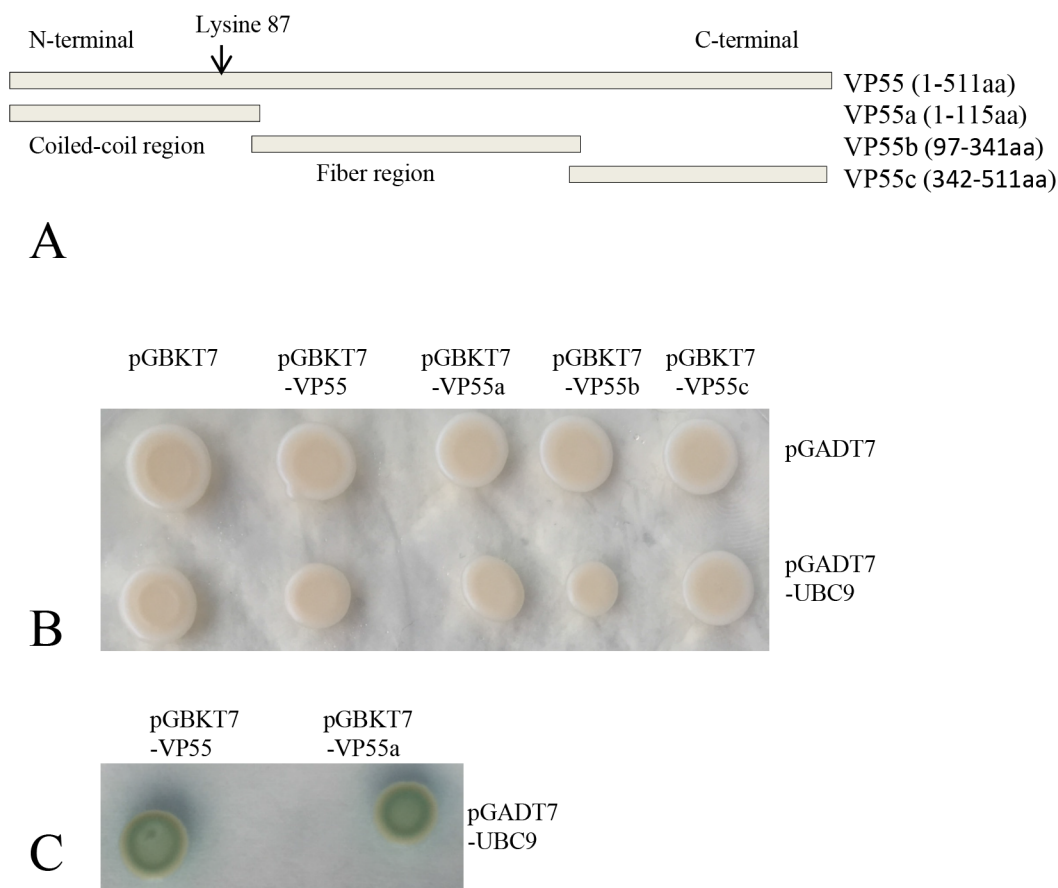 Lysine 87
N-terminal
C-terminal
VP55 (1-511aa)
VP55a (1-115aa)
Coiled-coil region
VP55b (97-341aa)
Fiber region
VP55c (342-511aa)
A
pGBKT7
pGBKT7
-VP55
pGBKT7
-VP55a
pGBKT7
-VP55b
pGBKT7
-VP55c
pGADT7
pGADT7
-UBC9
B
pGBKT7
-VP55
pGBKT7
-VP55a
pGADT7
-UBC9
C